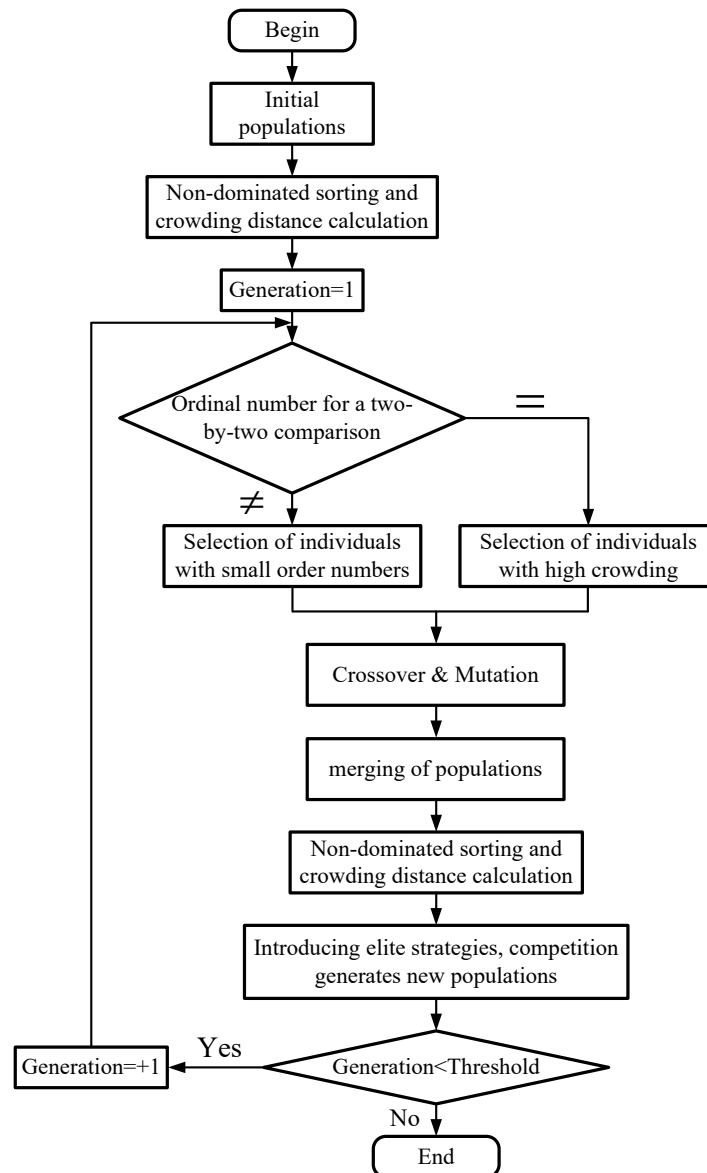 Begin
Initial
populations
Non-dominated sorting and
crowding distance calculation
Generation=1
Ordinal number for a two-
by-two comparison
=
≠
Selection of individuals
with small order numbers
Selection of individuals
with high crowding
Crossover & Mutation
merging of populations
Non-dominated sorting and
crowding distance calculation
Introducing elite strategies, competition
generates new populations
Generation<Threshold
Yes
Generation=+1
No
End